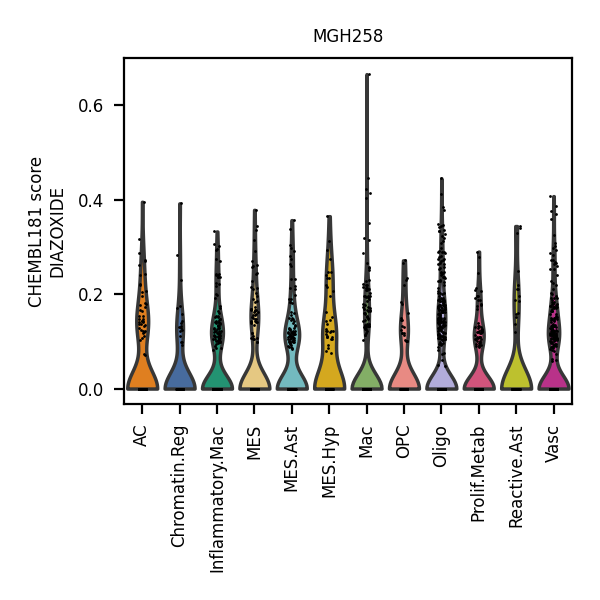 MGH258
CHEMBL181 score
DIAZOXIDE
0.6
0.4
0.2
0.0
AC
Chromatin.Reg
Inflammatory.Mac
MES
MES.Ast
MES.Hyp
Mac
OPC
Oligo
Prolif.Metab
Reactive.Ast
Vasc